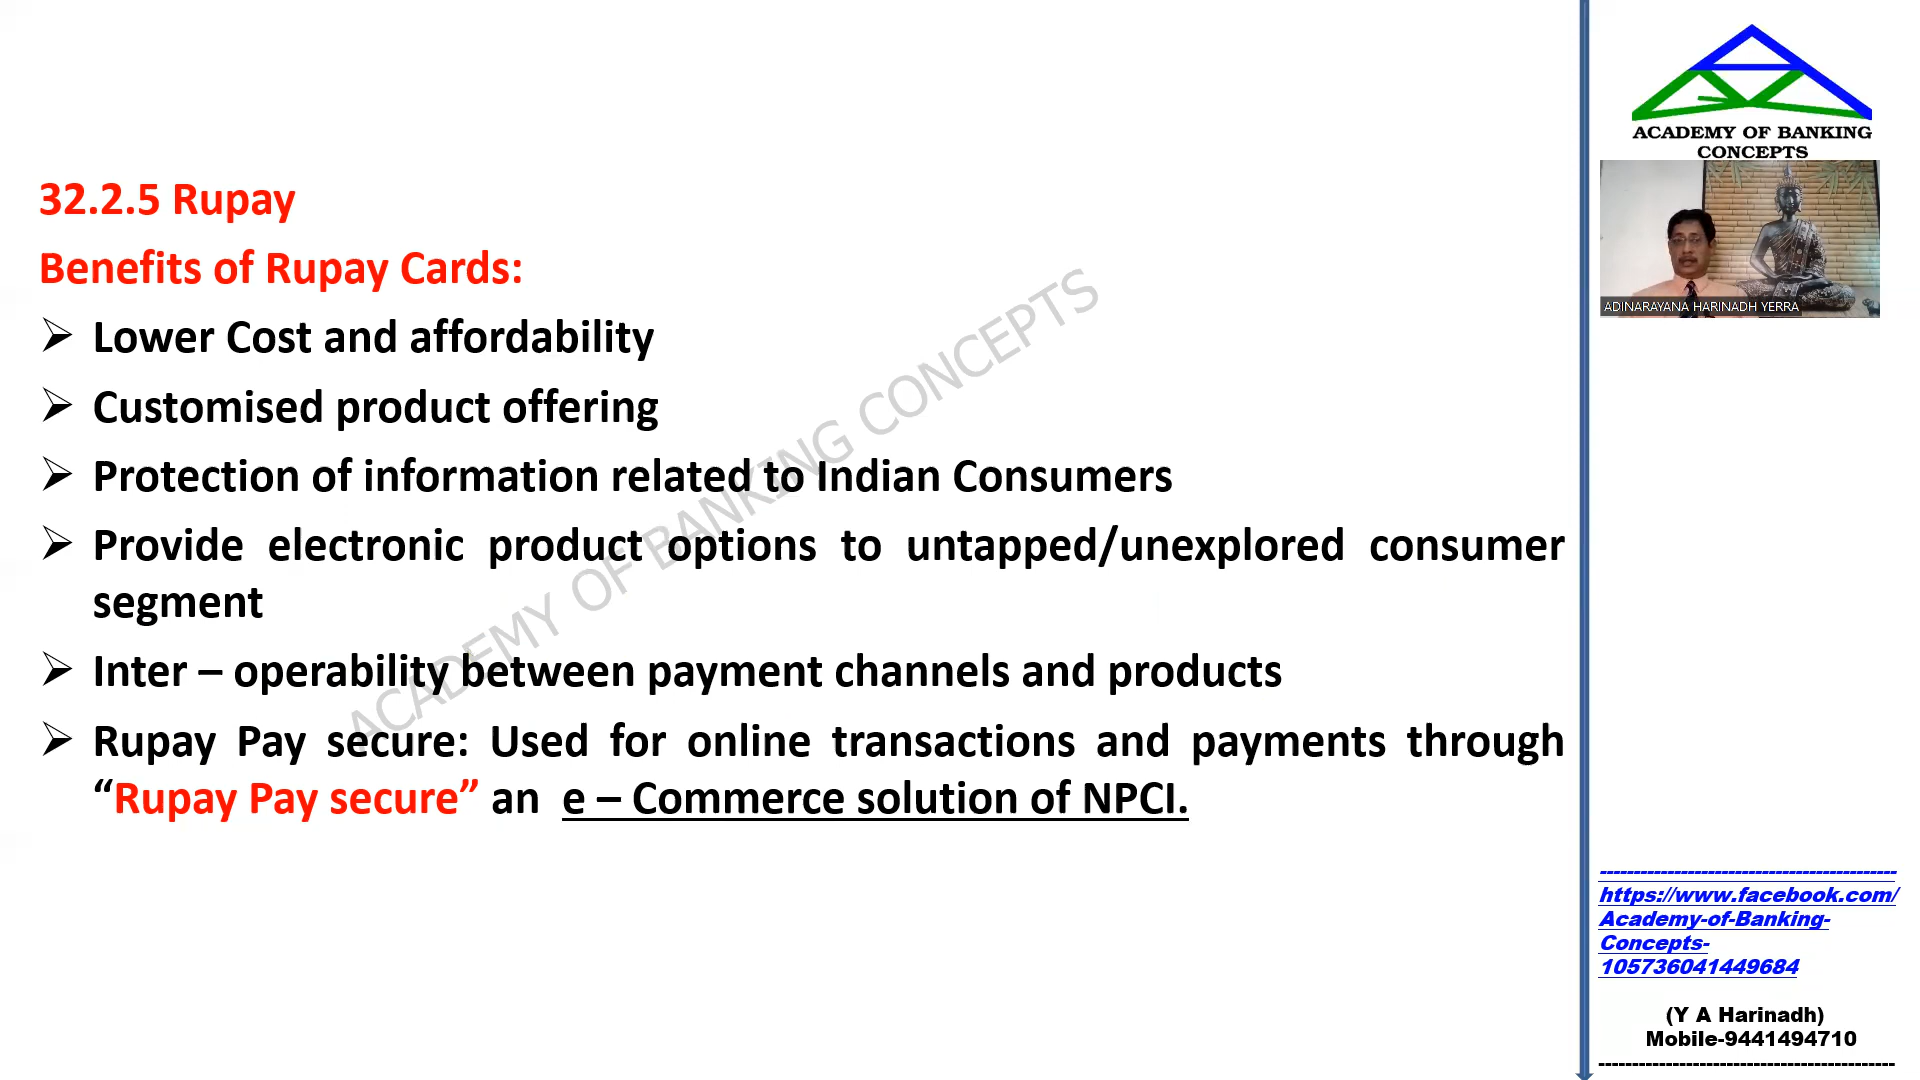 32.2.5 Rupay
Benefits of Rupay Cards:
➢ Lower Cost and affordability
➢ Customised product offering
➢ Protection of information related to Indian Consumers
➢ Provide electronic product options to untapped/unexplored consumer
segment
➢ Inter – operability between payment channels and products
➢ Rupay Pay secure: Used for online transactions and payments through
“Rupay Pay secure” an e – Commerce solution of NPCI.
ACADEMY OF BANKING CONCEPTS
ACADEMY OF BANKING
CONCEPTS
ADINARAYANA HARINADH YERRA
--------------------------------------------
https://www.facebook.com/
Academy-of-Banking-
Concepts-
105736041449684
(Y A Harinadh)
Mobile-9441494710
--------------------------------------------